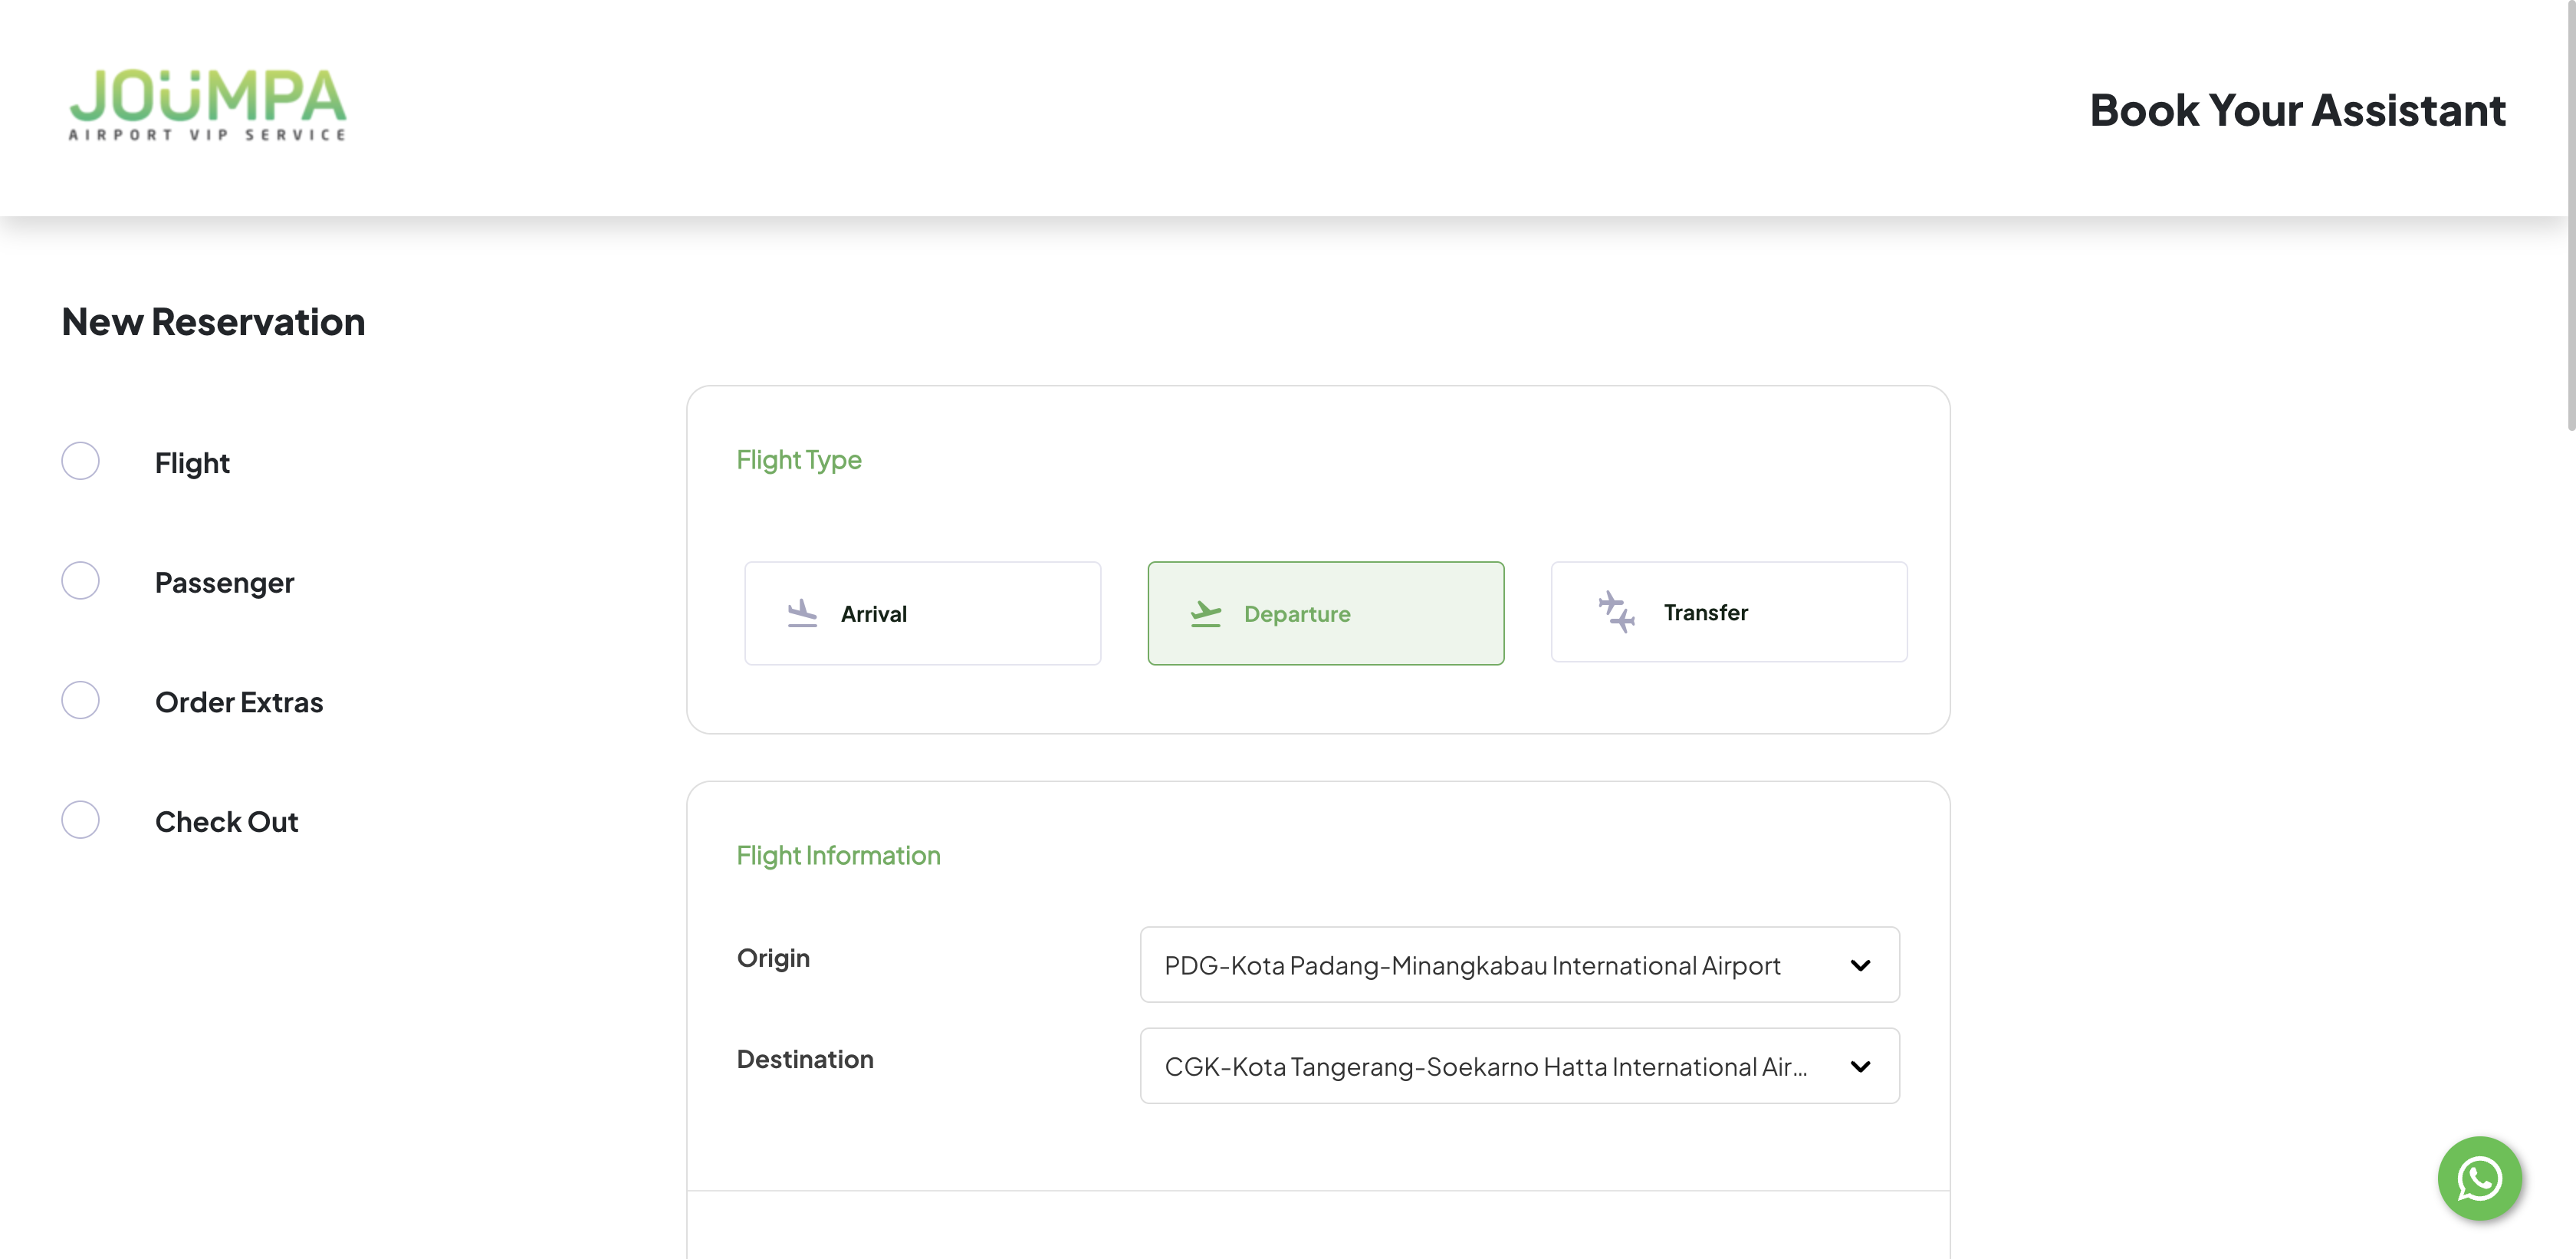 JOÜMPA
AIRPORT VIP SERVICE
Book Your Assistant
New Reservation
Flight
Passenger
Order Extras
Check Out
Flight Type
Arrival
Departure
Transfer
Flight Information
Origin
PDG-Kota Padang-Minangkabau International Airport
Destination
CGK-Kota Tangerang-Soekarno Hatta International Air...